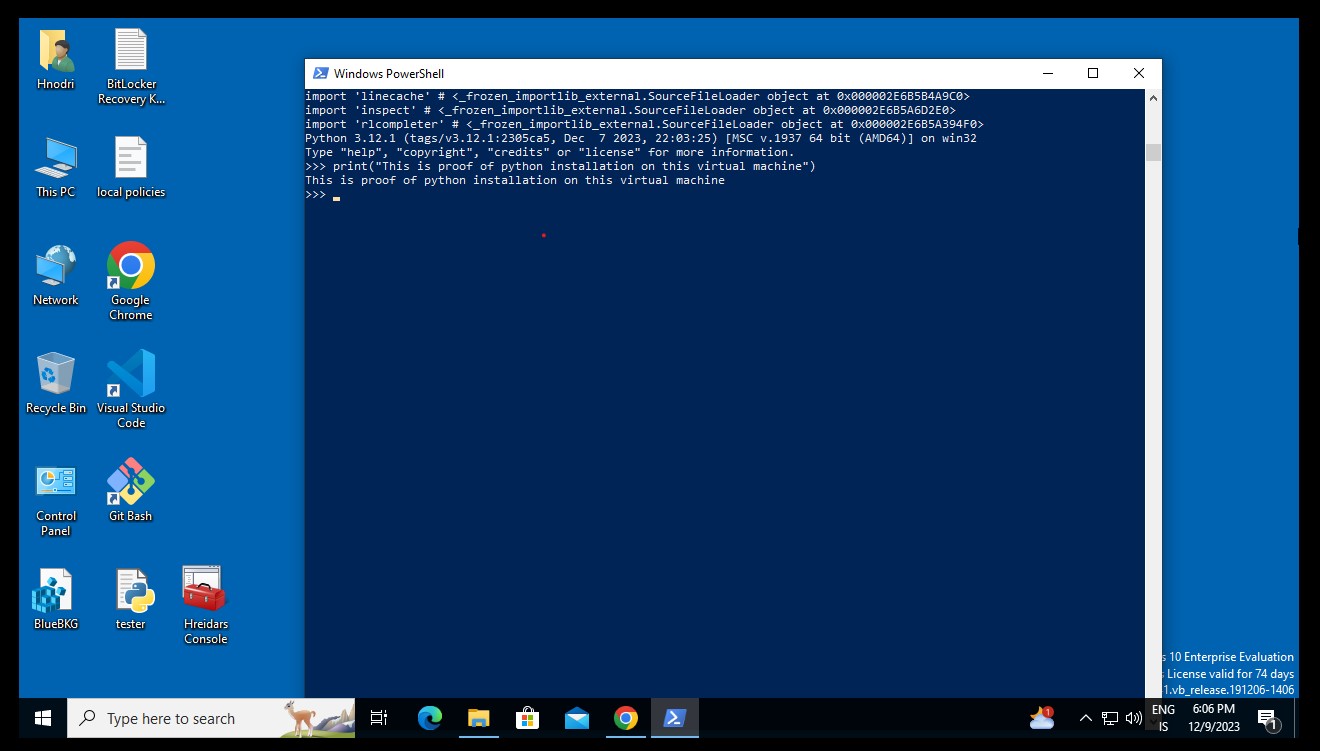 Hnodri
BitLocker
Recovery K...
This PC
local policies
Network
Google
Chrome
Recycle Bin
Visual Studio
Code
Control
Panel
Git Bash
BlueBKG
tester
Hreidars
Console
Windows PowerShell
import 'linecache' # <_frozen_importlib_external.SourceFileLoader object at 0x000002E6B5B4A9C0>
import 'inspect' # <_frozen_importlib_external.SourceFileLoader object at 0x000002E6B5A6D2E0>
import 'rlcompleter' # <_frozen_importlib_external.SourceFileLoader object at 0x000002E6B5A394F0>
Python 3.12.1 (tags/v3.12.1:2305ca5, Dec  7 2023, 22:03:25) [MSC v.1937 64 bit (AMD64)] on win32
Type "help", "copyright", "credits" or "license" for more information.
>>> print("This is proof of python installation on this virtual machine")
This is proof of python installation on this virtual machine
>>>
s 10 Enterprise Evaluation
License valid for 74 days
1.vb_release.191206-1406
Type here to search
1
ENG
IS
6:06 PM
12/9/2023
1